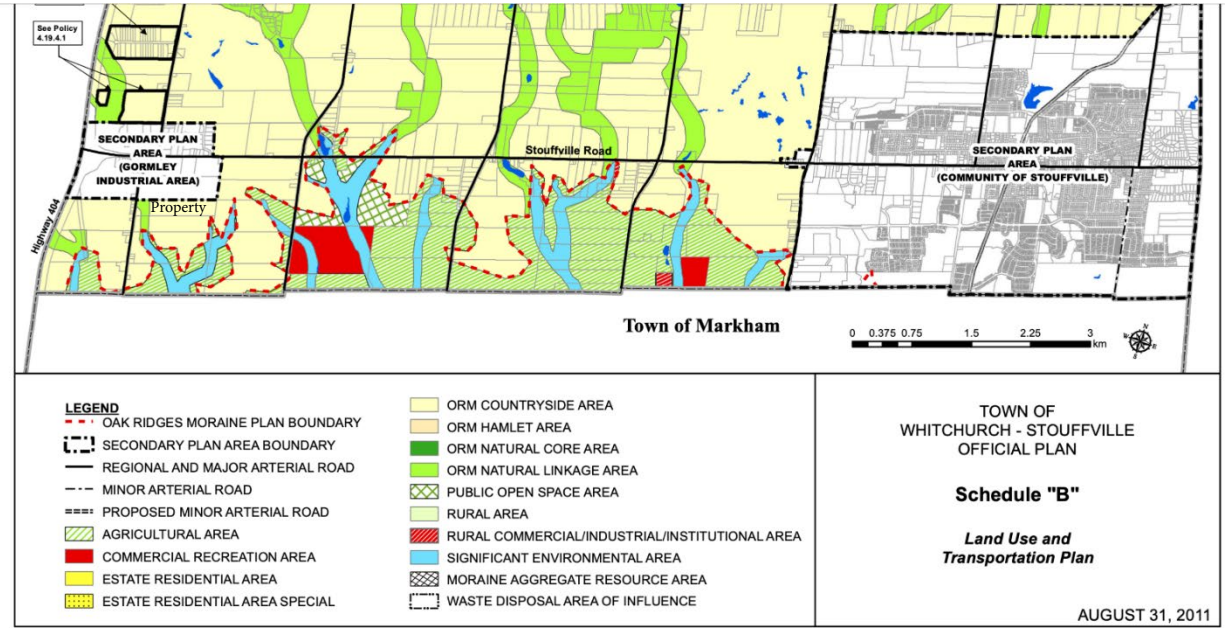 See Policy
4.19.4.1
SECONDARY PLAN
AREA
(GORMLEY
INDUSTRIAL AREA)
Property
Highway 404
Stouffville Road
SECONDARY PLAN
AREA
(COMMUNITY OF STOUFFVILLE)
Town of Markham
0 0.375 0.75 1.5 2.25 3
km
N
E
S
W
LEGEND
OAK RIDGES MORAINE PLAN BOUNDARY
SECONDARY PLAN AREA BOUNDARY
REGIONAL AND MAJOR ARTERIAL ROAD
MINOR ARTERIAL ROAD
PROPOSED MINOR ARTERIAL ROAD
AGRICULTURAL AREA
COMMERCIAL RECREATION AREA
ESTATE RESIDENTIAL AREA
ESTATE RESIDENTIAL AREA SPECIAL
ORM COUNTRYSIDE AREA
ORM HAMLET AREA
ORM NATURAL CORE AREA
ORM NATURAL LINKAGE AREA
PUBLIC OPEN SPACE AREA
RURAL AREA
RURAL COMMERCIAL/INDUSTRIAL/INSTITUTIONAL AREA
SIGNIFICANT ENVIRONMENTAL AREA
MORAINE AGGREGATE RESOURCE AREA
WASTE DISPOSAL AREA OF INFLUENCE
TOWN OF
WHITCHURCH - STOUFFVILLE
OFFICIAL PLAN
Schedule "B"
Land Use and
Transportation Plan
AUGUST 31, 2011